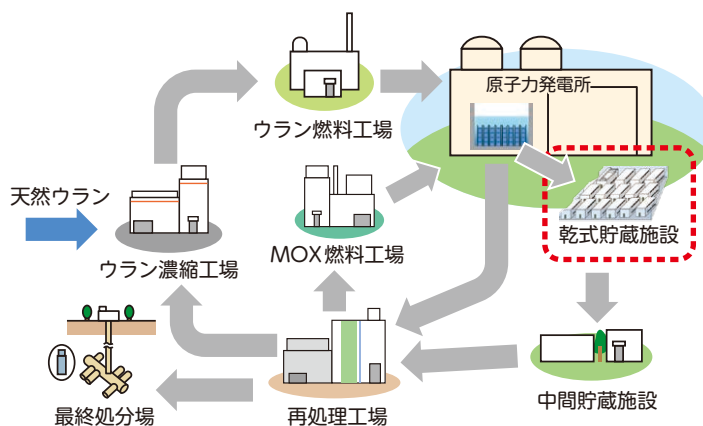 原子力発電所
ウラン燃料工場
天然ウラン
乾式貯蔵施設
ウラン濃縮工場
MOX燃料工場
最終処分場
再処理工場
中間貯蔵施設